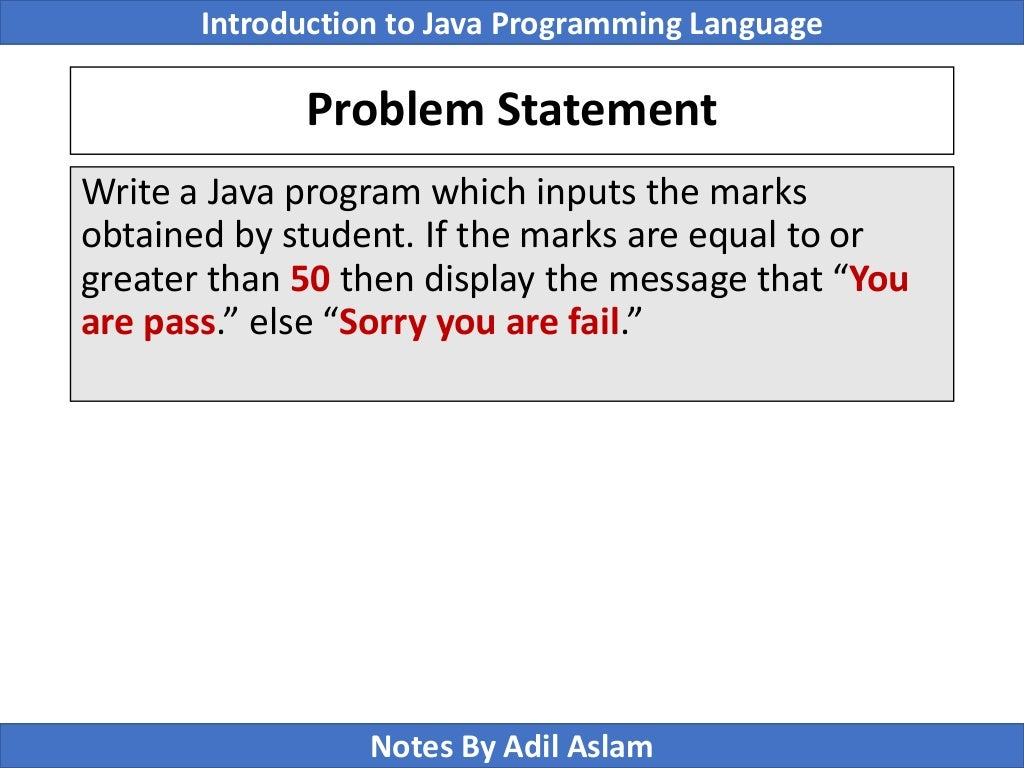 Introduction to Java Programming Language
Problem Statement
Write a Java program which inputs the marks
obtained by student. If the marks are equal to or
greater than 50 then display the message that “You
are pass.” else “Sorry you are fail.”
Notes By Adil Aslam